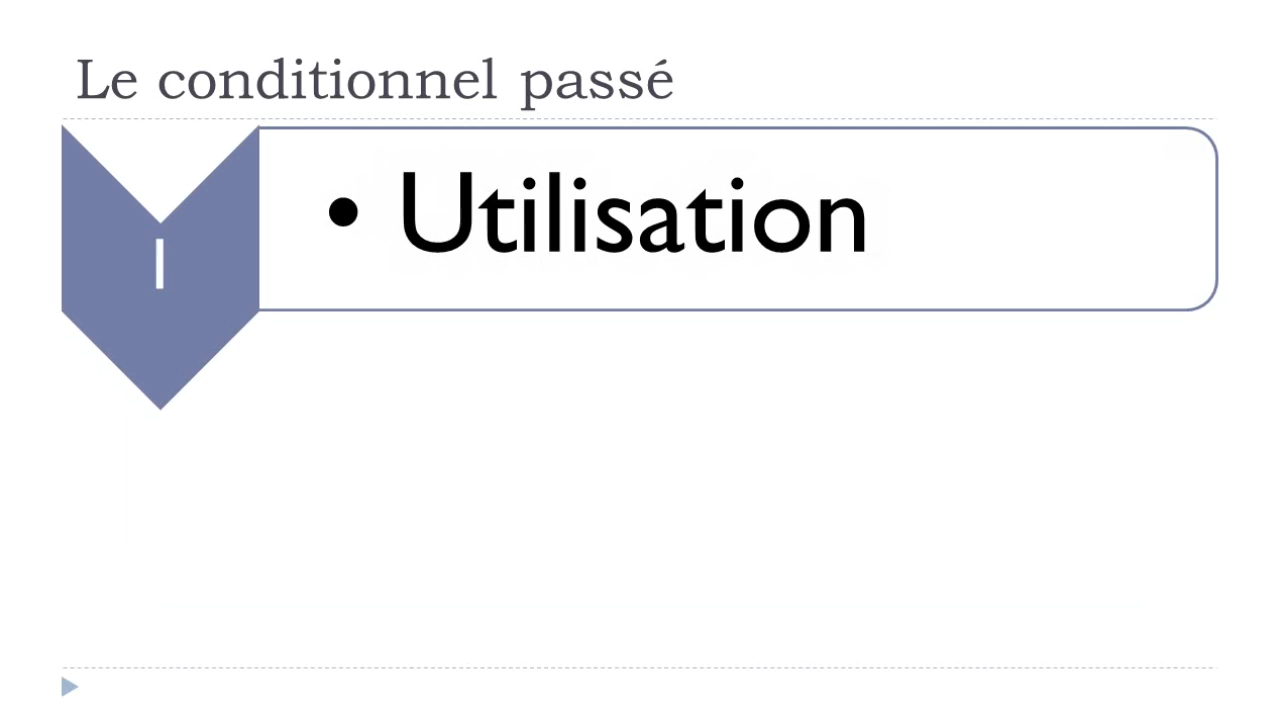 Le conditionnel passé
1
• Utilisation